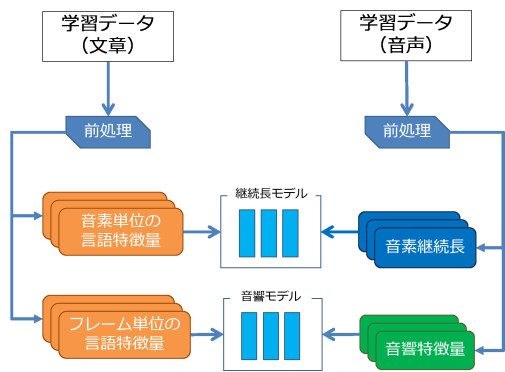 学習データ
（文章）
学習データ
（音声）
前処理
前処理
継続長モデル
音素単位の
言語特徴量
音素継続長
音響モデル
フレーム単位の
言語特徴量
音響特徴量